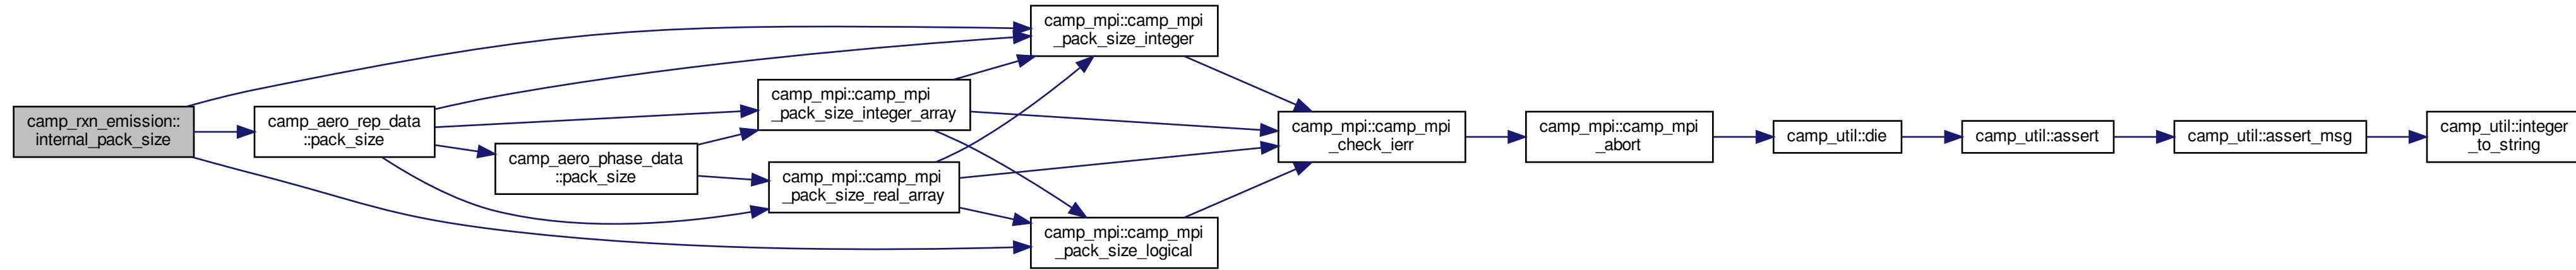 camp_rxn_emission::
internal_pack_size
camp_aero_rep_data
::pack_size
camp_aero_phase_data
::pack_size
camp_mpi::camp_mpi
_pack_size_integer_array
camp_mpi::camp_mpi
_pack_size_real_array
camp_mpi::camp_mpi
_pack_size_integer
camp_mpi::camp_mpi
_pack_size_logical
camp_mpi::camp_mpi
_check_ierr
camp_mpi::camp_mpi
_abort
camp_util::die
camp_util::assert
camp_util::assert_msg
camp_util::integer
_to_string